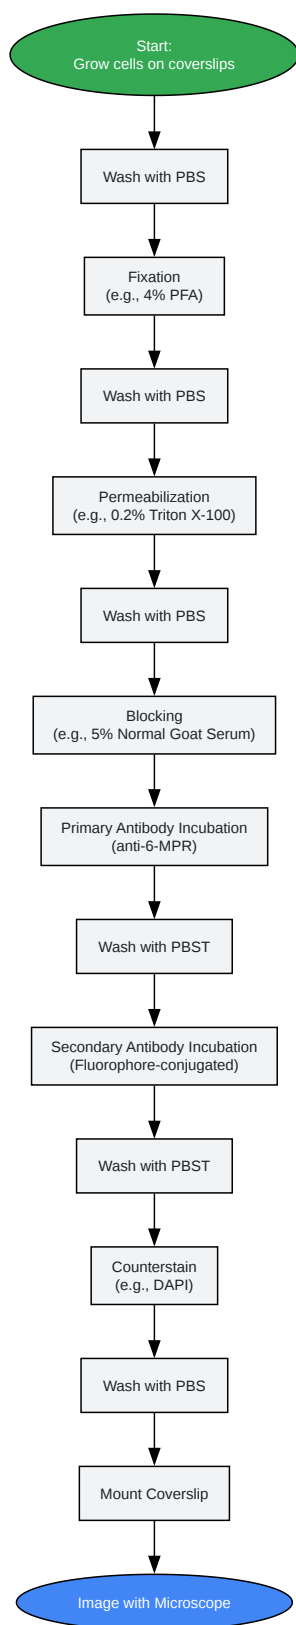 Start:
Grow cells on coverslips
Wash with PBS
Fixation
(e.g., 4% PFA)
Wash with PBS
Permeabilization
(e.g., 0.2% Triton X-100)
Wash with PBS
Blocking
(e.g., 5% Normal Goat Serum)
Primary Antibody Incubation
(anti-6-MPR)
Wash with PBST
Secondary Antibody Incubation
(Fluorophore-conjugated)
Wash with PBST
Counterstain
(e.g., DAPI)
Wash with PBS
Mount Coverslip
Image with Microscope